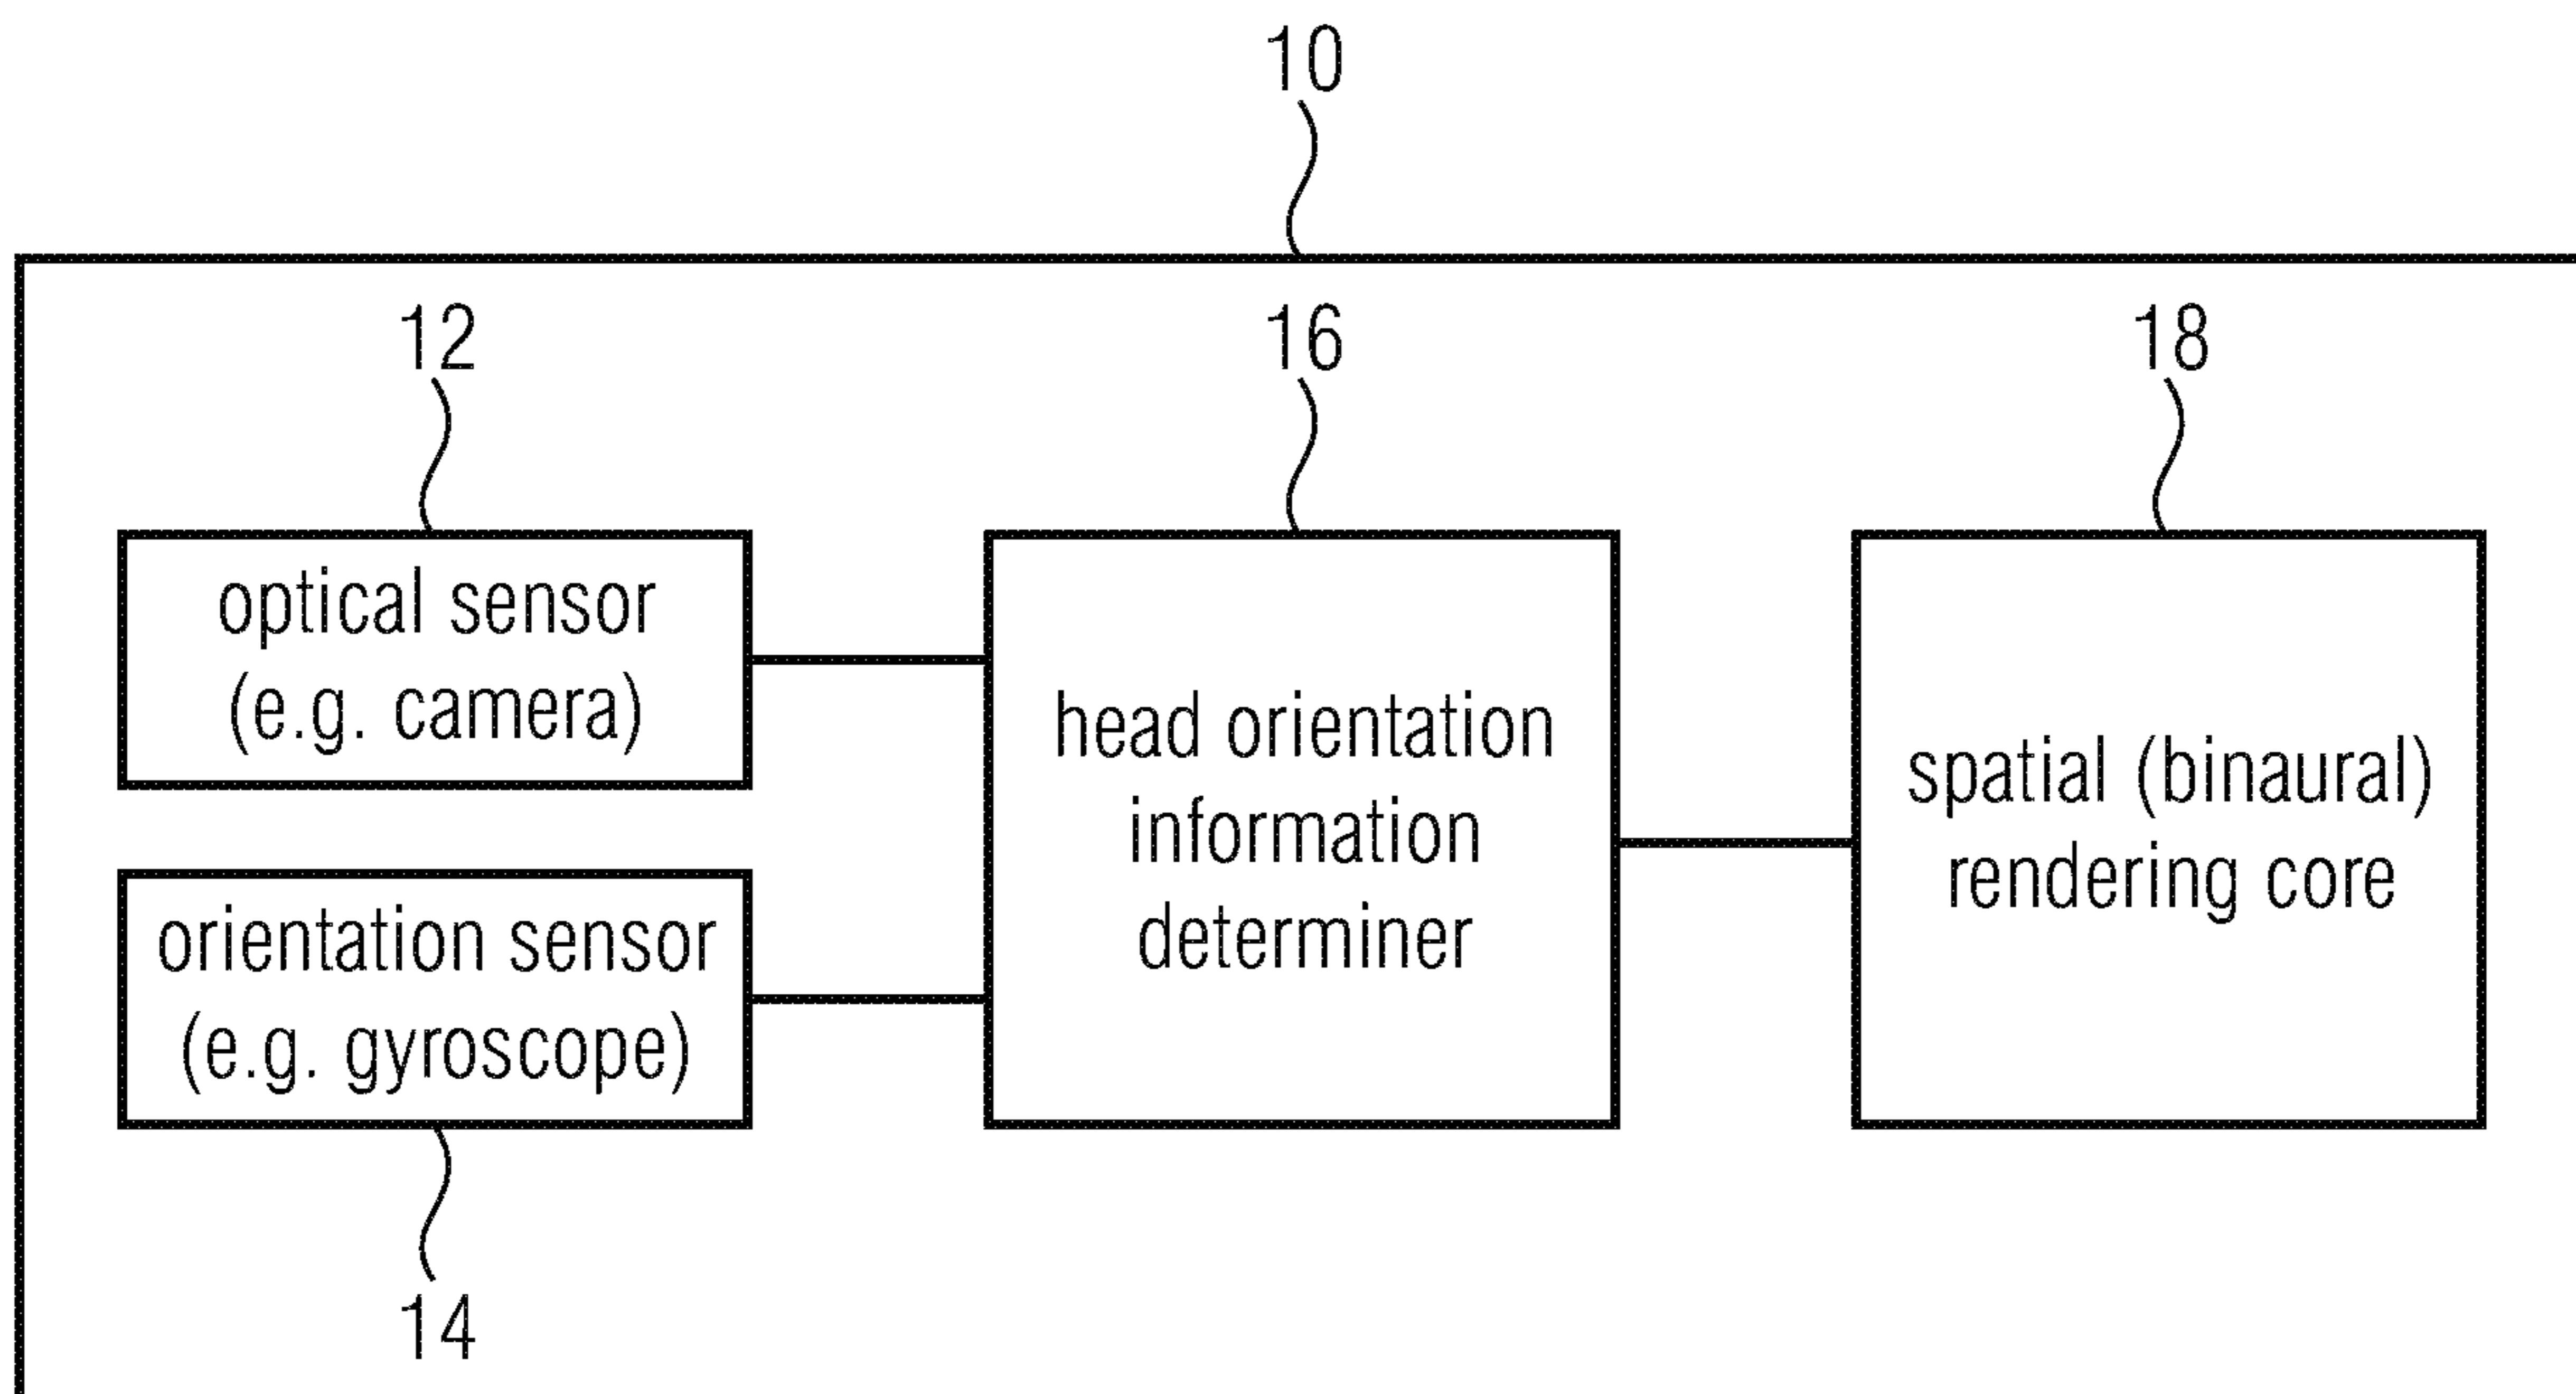 10
12
16
18
optical sensor
(e.g. camera)
head orientation
information
determiner
spatial (binaural)
rendering core
orientation sensor
(e.g. gyroscope)
14